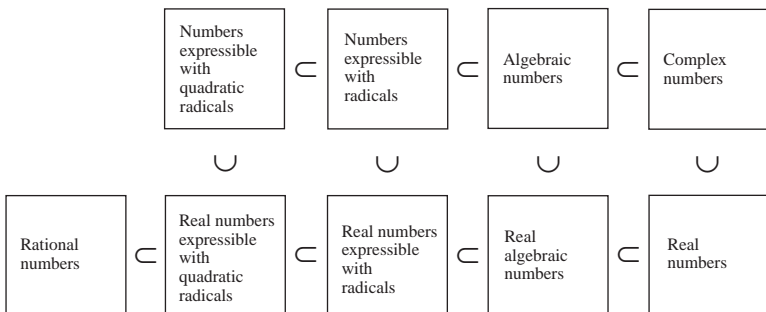 Numbers
expressible
with
quadratic
radicals
⊂
Numbers
expressible
with
radicals
⊂
Algebraic
numbers
⊂
Complex
numbers
∪
∪
∪
∪
Rational
numbers
⊂
Real numbers
expressible
with
quadratic
radicals
⊂
Real numbers
expressible
with
radicals
⊂
Real
algebraic
numbers
⊂
Real
numbers